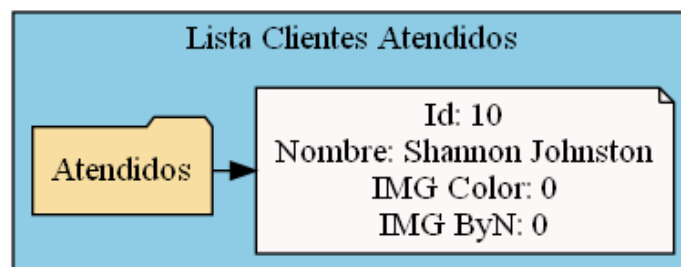 Lista Clientes Atendidos
Atendidos
Id: 10
Nombre: Shannon Johnston
IMG Color: 0
IMG ByN: 0